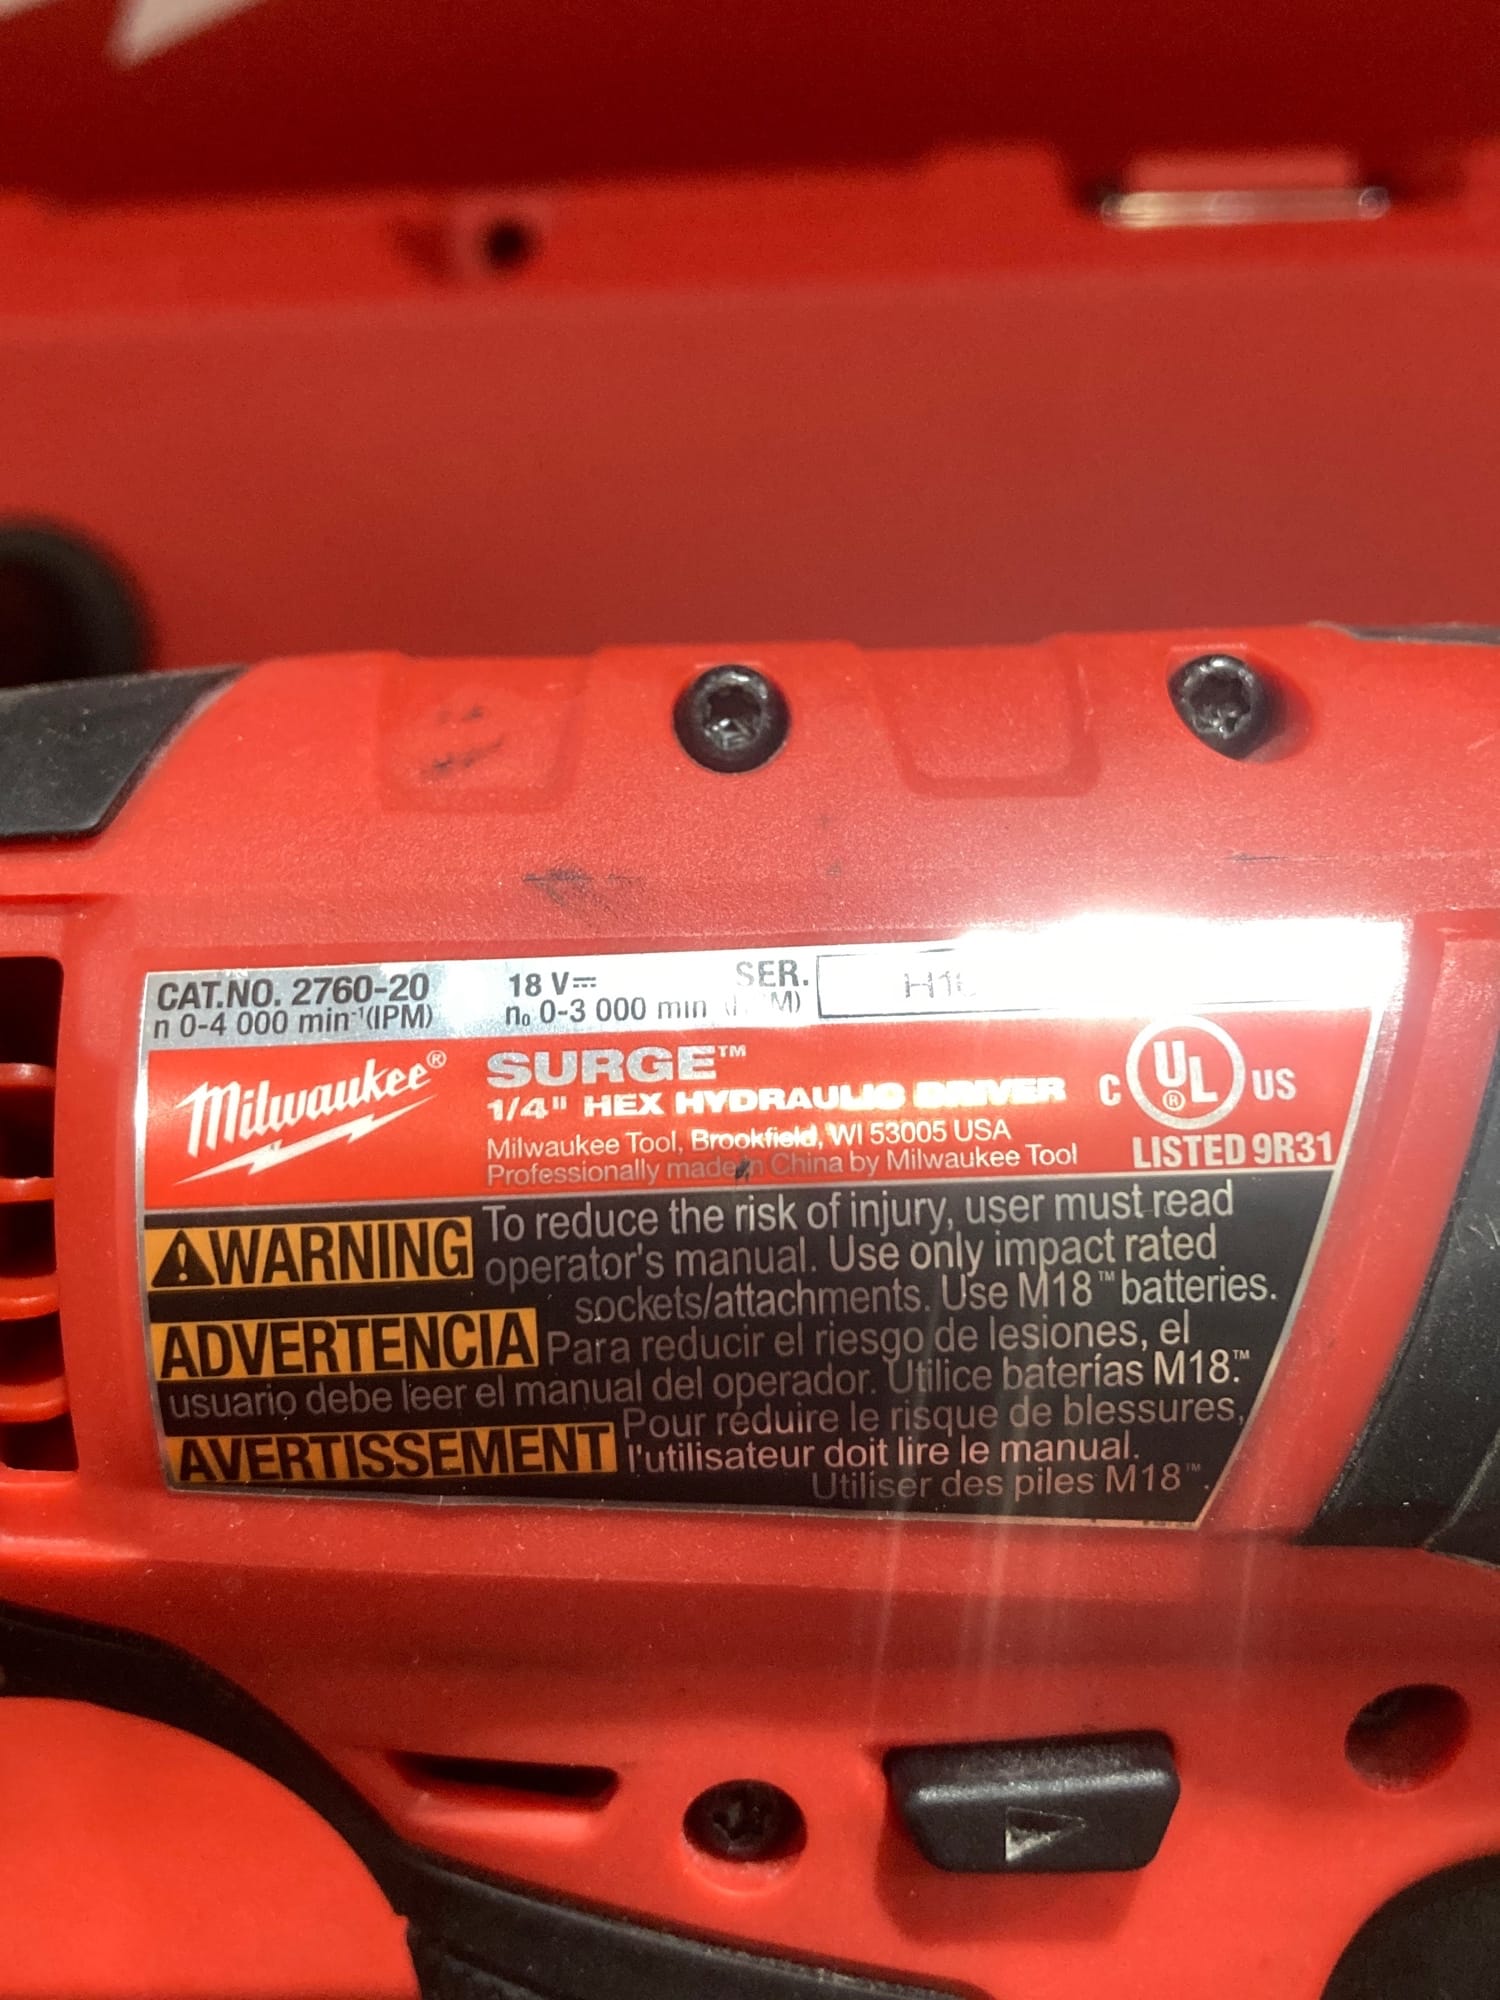 CAT.NO. 2760-20 18 V⎓ SER.
n 0-4 000 min⁻¹(IPM) n₀ 0-3 000 min
Milwaukee®
SURGE™
1/4" HEX HYDRAULIC DRIVER
Milwaukee Tool, Brookfield, WI 53005 USA
Professionally made in China by Milwaukee Tool
C UL® US
LISTED 9R31
⚠WARNING To reduce the risk of injury, user must read
operator's manual. Use only impact rated
sockets/attachments. Use M18™ batteries.
ADVERTENCIA Para reducir el riesgo de lesiones, el
usuario debe leer el manual del operador. Utilice baterías M18.™
AVERTISSEMENT Pour réduire le risque de blessures,
l'utilisateur doit lire le manual.
Utiliser des piles M18™.